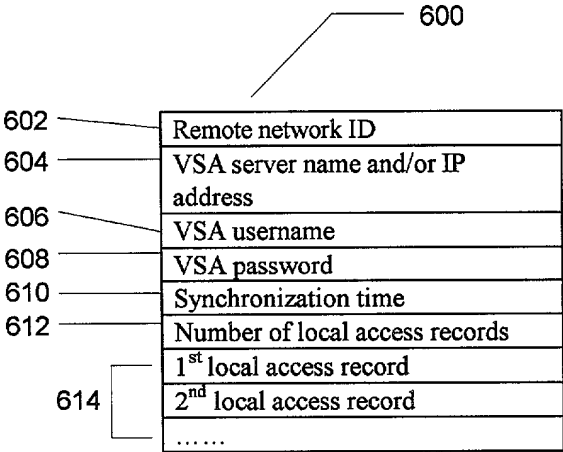 600
602 Remote network ID
604 VSA server name and/or IP
address
606 VSA username
608 VSA password
610 Synchronization time
612 Number of local access records
1st local access record
614 2nd local access record
……